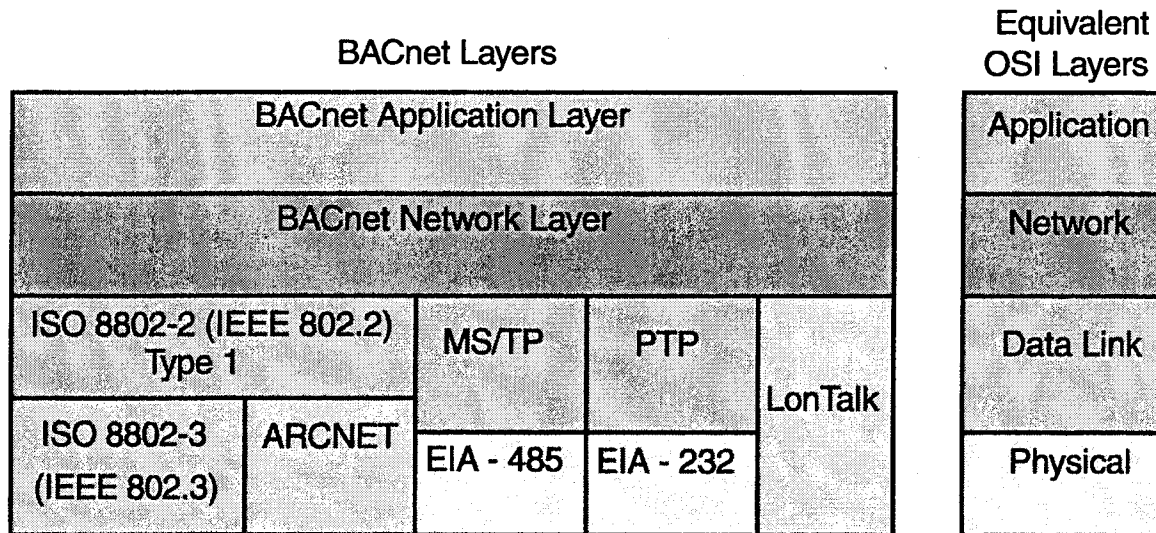 BACnet Layers
Equivalent
OSI Layers
BACnet Application Layer
Application
BACnet Network Layer
Network
ISO 8802-2 (IEEE 802.2)
Type 1
MS/TP
PTP
LonTalk
Data Link
ISO 8802-3
(IEEE 802.3)
ARCNET
EIA - 485
EIA - 232
Physical